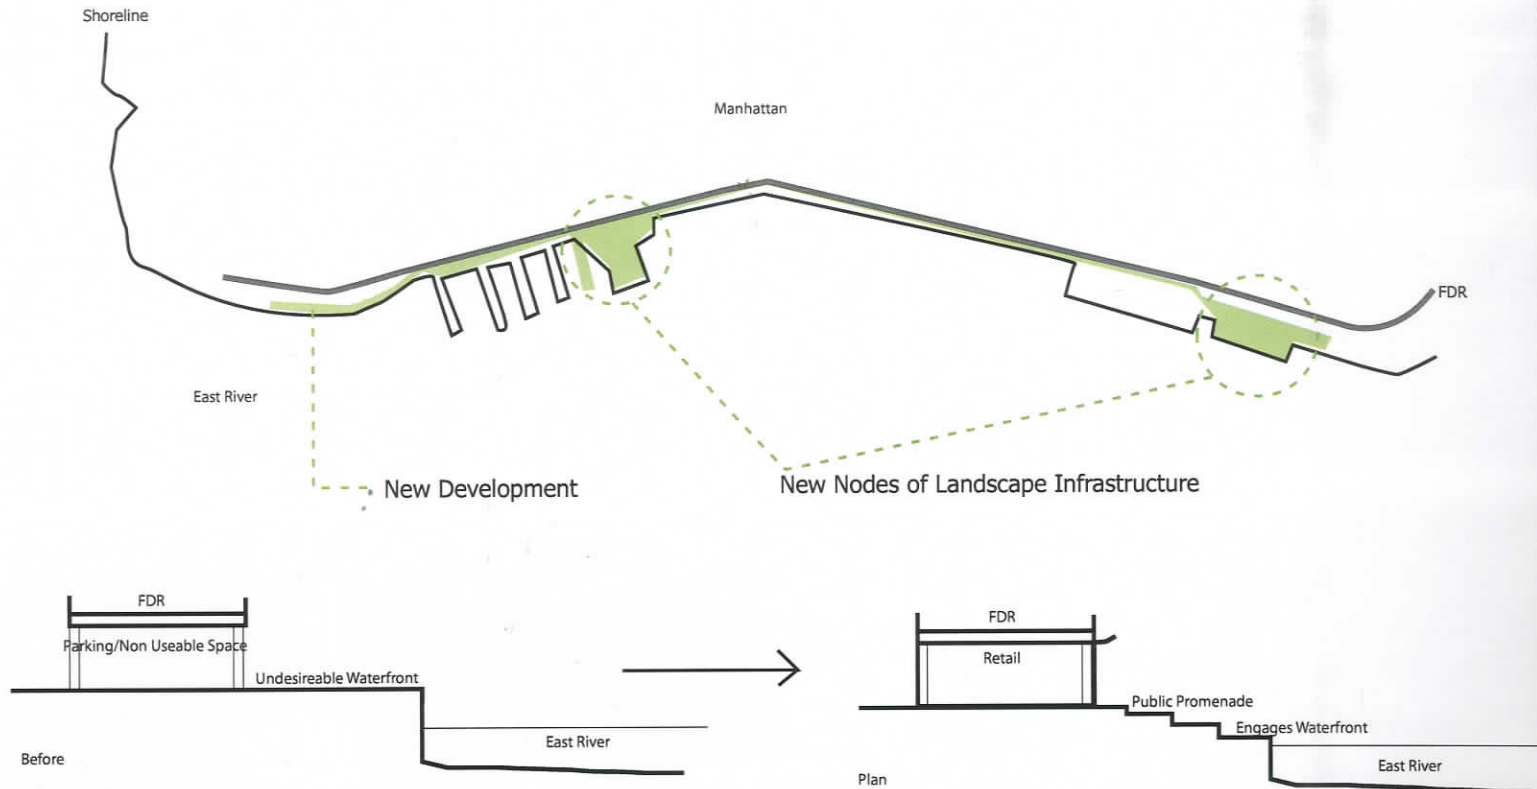 Shoreline
Manhattan
FDR
East River
New Development
New Nodes of Landscape Infrastructure
FDR
Parking/Non Useable Space
Undesireable Waterfront
East River
Before
FDR
Retail
Public Promenade
Engages Waterfront
East River
Plan